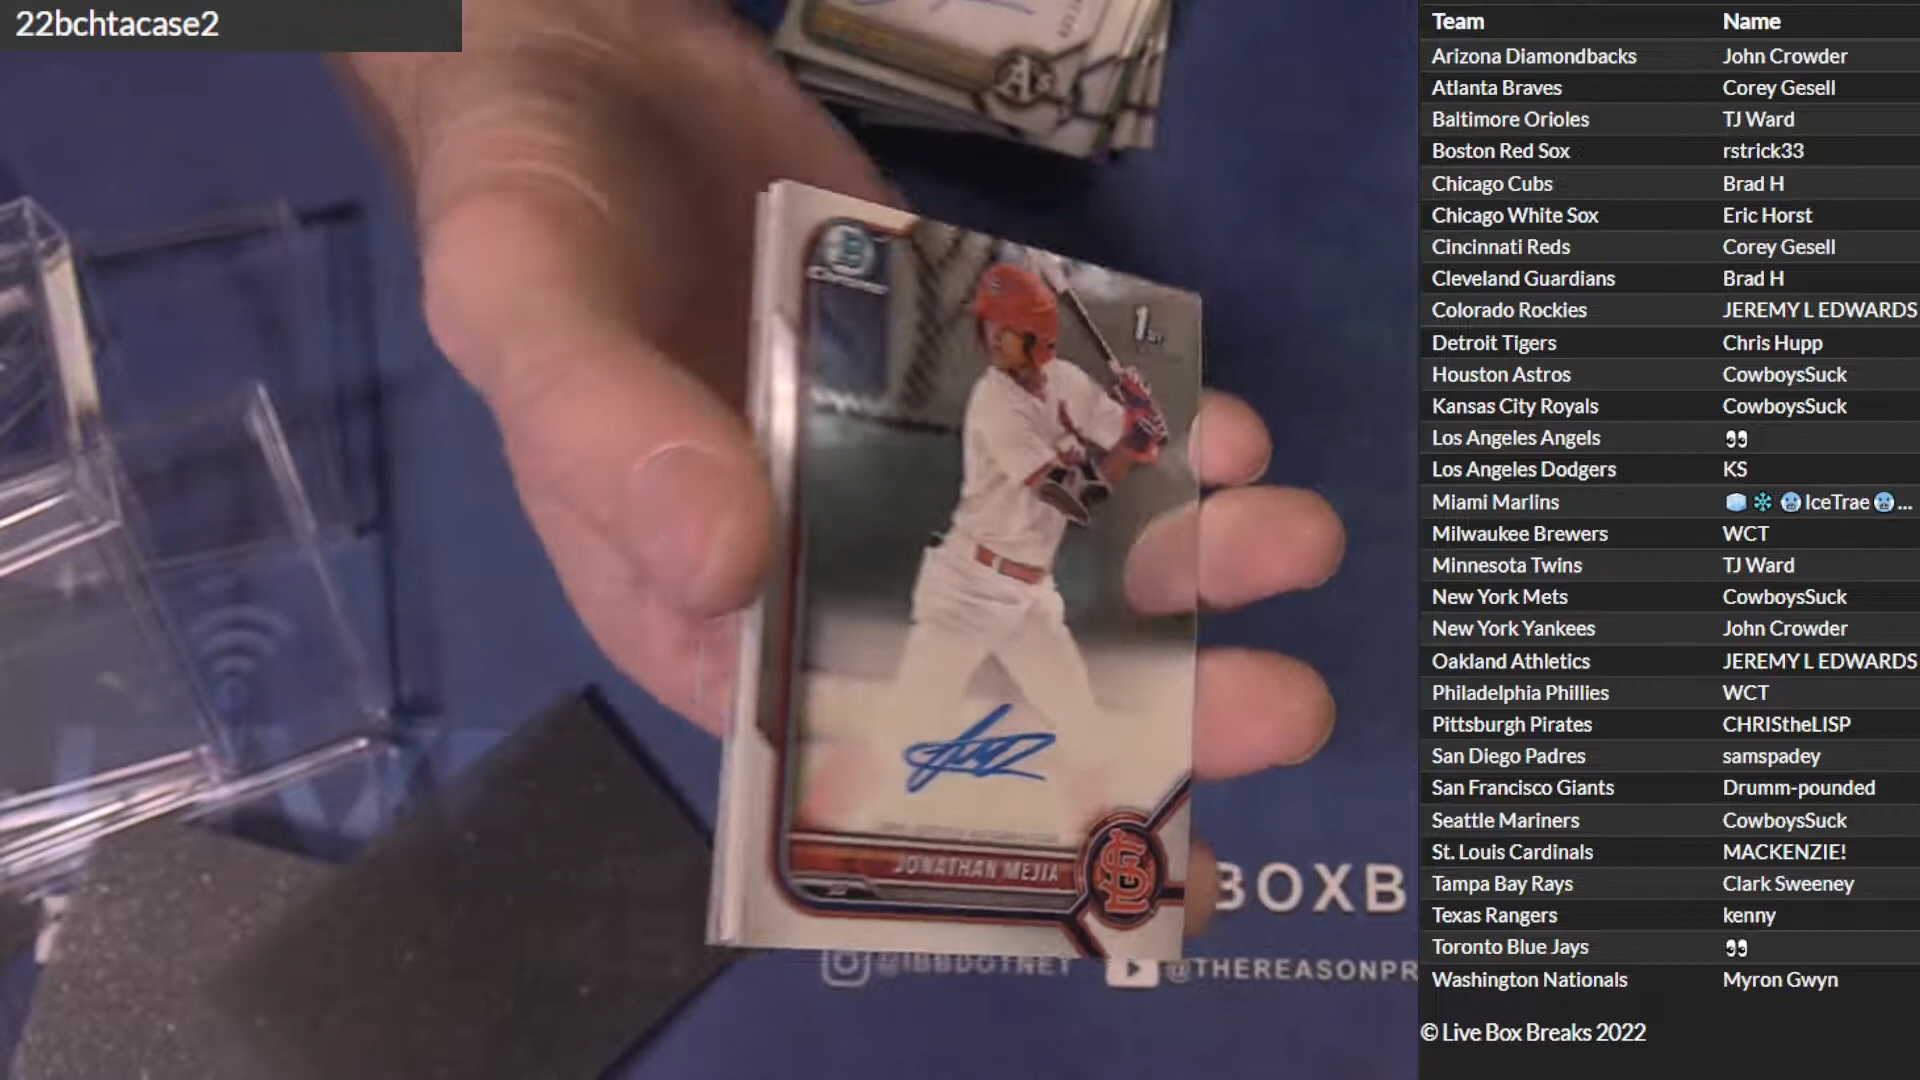 22bchtacase2
A's
B
Chrome
1st
JONATHAN MEJIA
BOXB
@IBBDOTNET
@THEREASONPR
Team Name
Arizona Diamondbacks John Crowder
Atlanta Braves Corey Gesell
Baltimore Orioles TJ Ward
Boston Red Sox rstrick33
Chicago Cubs Brad H
Chicago White Sox Eric Horst
Cincinnati Reds Corey Gesell
Cleveland Guardians Brad H
Colorado Rockies JEREMY L EDWARDS
Detroit Tigers Chris Hupp
Houston Astros CowboysSuck
Kansas City Royals CowboysSuck
Los Angeles Angels 👀
Los Angeles Dodgers KS
Miami Marlins 🧊❄️🥶IceTrae🥶...
Milwaukee Brewers WCT
Minnesota Twins TJ Ward
New York Mets CowboysSuck
New York Yankees John Crowder
Oakland Athletics JEREMY L EDWARDS
Philadelphia Phillies WCT
Pittsburgh Pirates CHRIStheLISP
San Diego Padres samspadey
San Francisco Giants Drumm-pounded
Seattle Mariners CowboysSuck
St. Louis Cardinals MACKENZIE!
Tampa Bay Rays Clark Sweeney
Texas Rangers kenny
Toronto Blue Jays 👀
Washington Nationals Myron Gwyn
© Live Box Breaks 2022